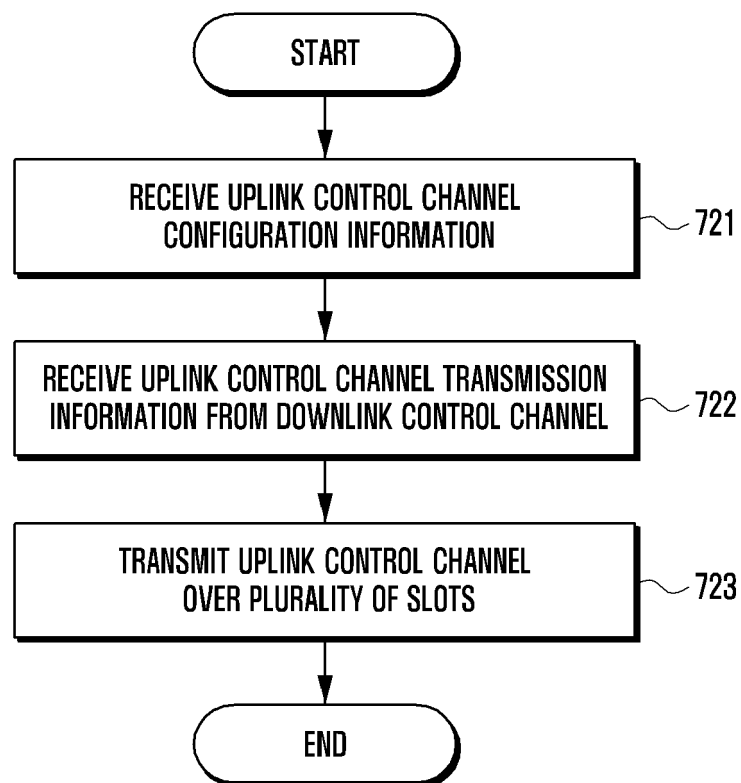 START
RECEIVE UPLINK CONTROL CHANNEL
CONFIGURATION INFORMATION
721
RECEIVE UPLINK CONTROL CHANNEL TRANSMISSION
INFORMATION FROM DOWNLINK CONTROL CHANNEL
722
TRANSMIT UPLINK CONTROL CHANNEL
OVER PLURALITY OF SLOTS
723
END